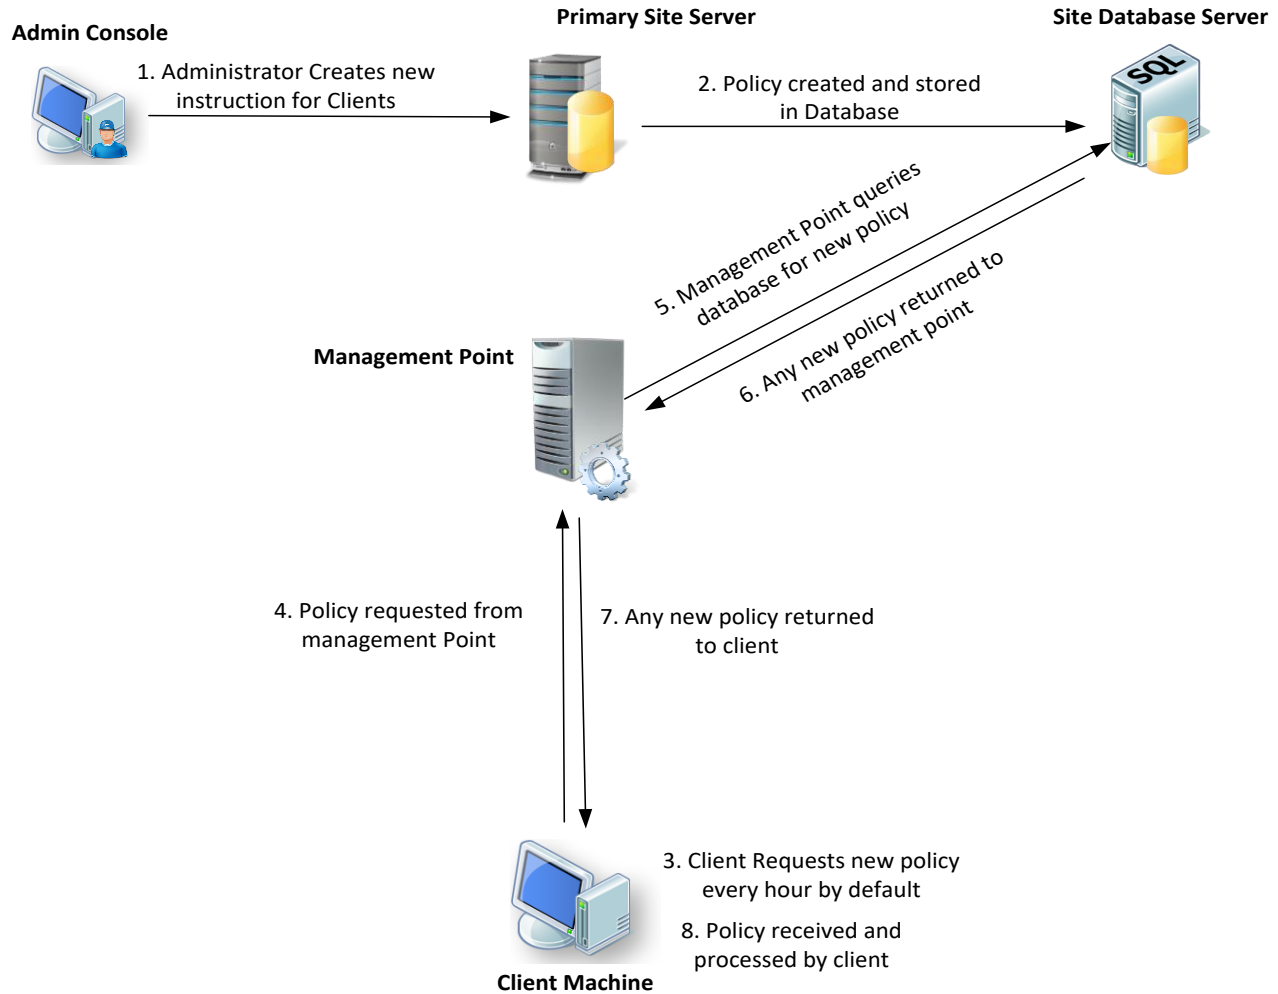 Primary Site Server
Site Database Server
Admin Console
1. Administrator Creates new
instruction for Clients
2. Policy created and stored
in Database
SQL
5. Management Point queries
database for new policy
6. Any new policy returned to
management point
Management Point
4. Policy requested from
management Point
7. Any new policy returned
to client
3. Client Requests new policy
every hour by default
8. Policy received and
processed by client
Client Machine